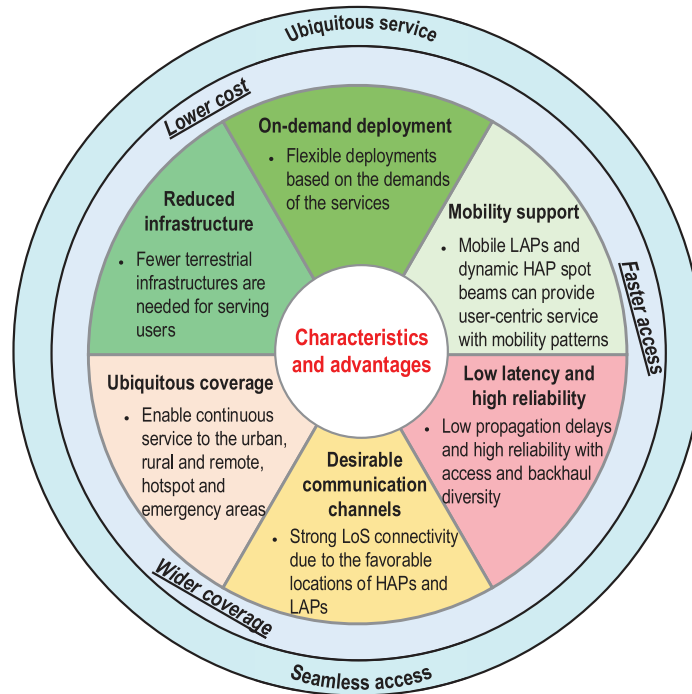 Ubiquitous service
Lower cost
On-demand deployment
• Flexible deployments
based on the demands
of the services
Reduced
infrastructure
• Fewer terrestrial
infrastructures are
needed for serving
users
Mobility support
• Mobile LAPs and
dynamic HAP spot
beams can provide
user-centric service
with mobility patterns
Faster access
Characteristics
and advantages
Ubiquitous coverage
• Enable continuous
service to the urban,
rural and remote,
hotspot and
emergency areas
Low latency and
high reliability
• Low propagation delays
and high reliability with
access and backhaul
diversity
Desirable
communication
channels
• Strong LoS connectivity
due to the favorable
locations of HAPs and
LAPs
Wider coverage
Seamless access